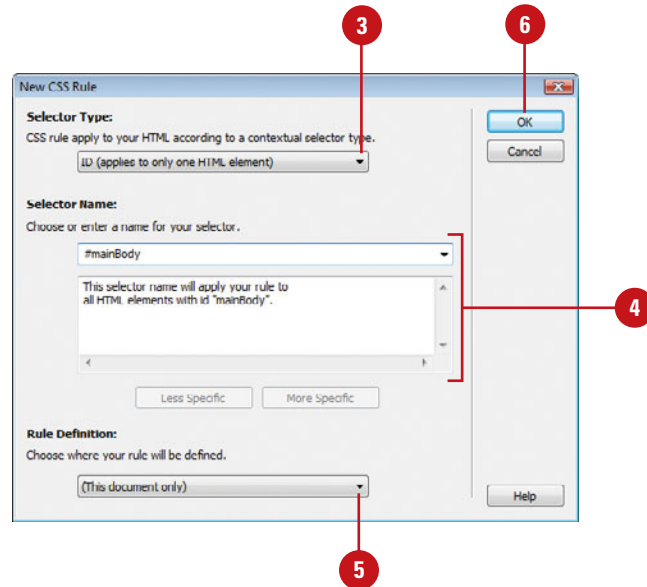 3
6
New CSS Rule
Selector Type:
CSS rule apply to your HTML according to a contextual selector type.
ID (applies to only one HTML element)
OK
Cancel
Selector Name:
Choose or enter a name for your selector.
#mainBody
This selector name will apply your rule to
all HTML elements with id "mainBody".
4
Less Specific
More Specific
Rule Definition:
Choose where your rule will be defined.
(This document only)
Help
5